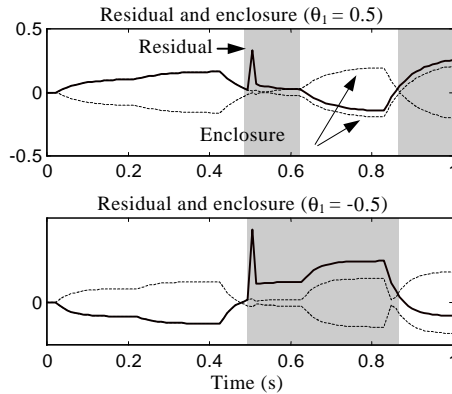 Residual and enclosure (θ1 = 0.5)
0.5
Residual
0
Enclosure
-0.5
0 0.2 0.4 0.6 0.8 1
Residual and enclosure (θ1 = -0.5)
0
0 0.2 0.4 0.6 0.8 1
Time (s)